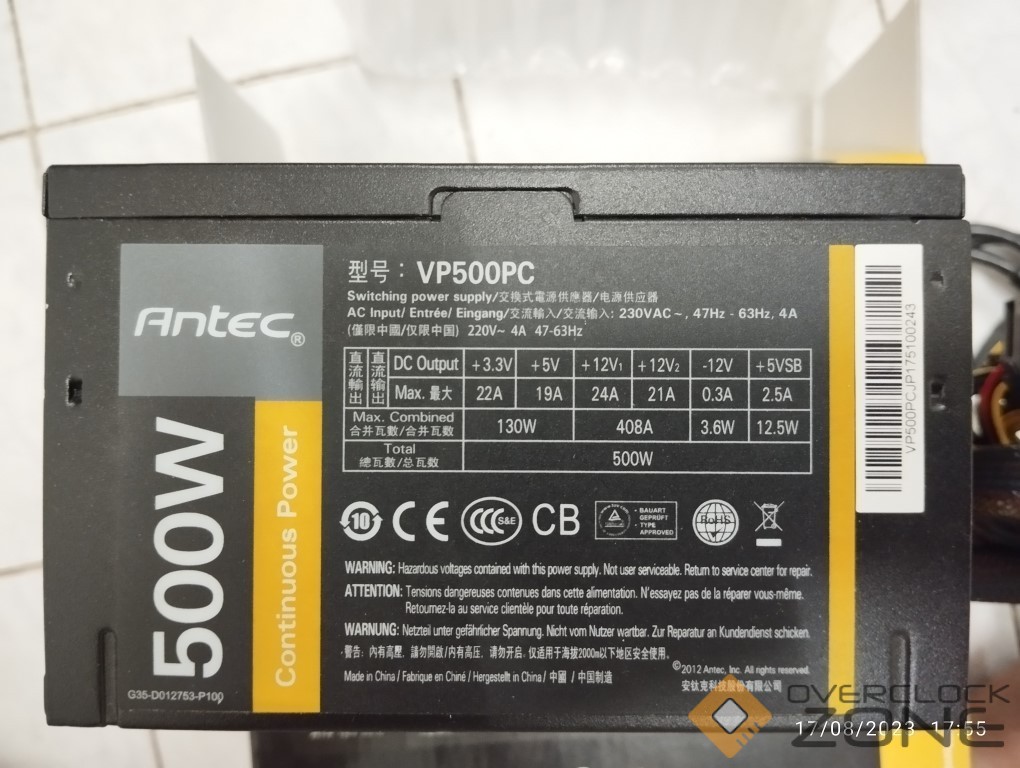 Antec®
500W
Continuous Power
G35-D012753-P100
型号：VP500PC
Switching power supply/交換式電源供應器/电源供应器
AC Input/ Entrée/ Eingang/交流輸入/交流输入: 230VAC~, 47Hz - 63Hz, 4A
(僅限中國/仅限中国) 220V~ 4A 47-63Hz
直流輸出 直流输出 DC Output +3.3V +5V +12V1 +12V2 -12V +5VSB
Max. 最大 22A 19A 24A 21A 0.3A 2.5A
Max. Combined 130W 408A 3.6W 12.5W
合并瓦數/合并瓦数
Total 500W
總瓦數/总瓦数
10 CE CCC S&E CB BAUART GEPRÜFT TYPE APPROVED RoHS
WARNING: Hazardous voltages contained with this power supply. Not user serviceable. Return to service center for repair.
ATTENTION: Tensions dangereuses contenues dans cette alimentation. N'essayez pas de la réparer vous-même.
Retournez-la au service clientèle pour toute réparation.
WARNUNG: Netzteil unter gefährlicher Spannung. Nicht vom Nutzer wartbar. Zur Reparatur an Kundendienst schicken.
警告: 內有高壓, 請勿開啟/内有高压, 请勿开启. 仅适用于海拔2000m以下地区安全使用。
©2012 Antec, Inc. All rights reserved.
Made in China / Fabriqué en Chine / Hergestellt in China / 中國 / 中国制造
安钛克科技股份有限公司
VP500PCJP175100243
OVERCLOCK
ZONE
17/08/2023 17:55